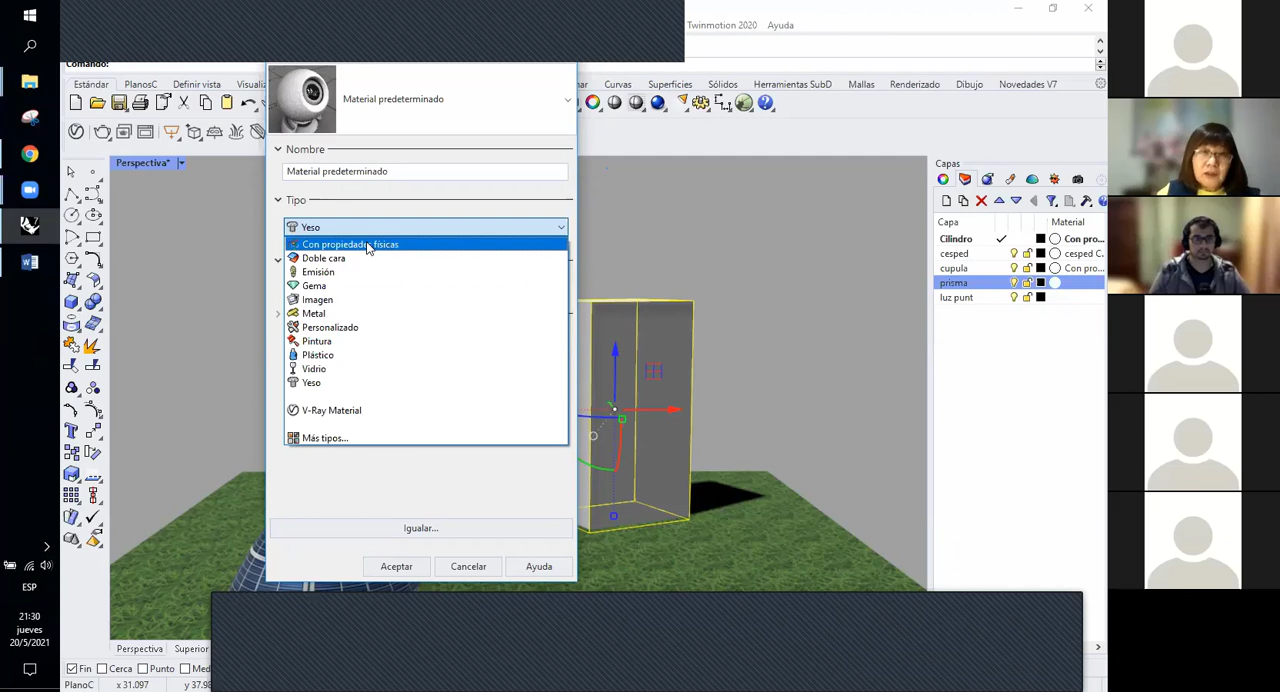 Twinmotion 2020 Ayuda
Comando:
Estándar PlanosC Definir vista Visualiza Curvas Superficies Sólidos Herramientas SubD Mallas Renderizado Dibujo Novedades V7
Material predeterminado
Perspectiva*
Nombre
Material predeterminado
Tipo
Yeso
Con propiedades físicas
Doble cara
Emisión
Gema
Imagen
Metal
Personalizado
Pintura
Plástico
Vidrio
Yeso
V-Ray Material
Más tipos...
Igualar...
Aceptar Cancelar Ayuda
Capas
Capa Material
Cilindro Con pro...
cesped cesped C...
cupula Con pro...
prisma
luz punt
ESP
21:30
jueves
20/5/2021
Perspectiva Superior
Fin Cerca Punto Med
PlanoC x 31.097 y 37.98